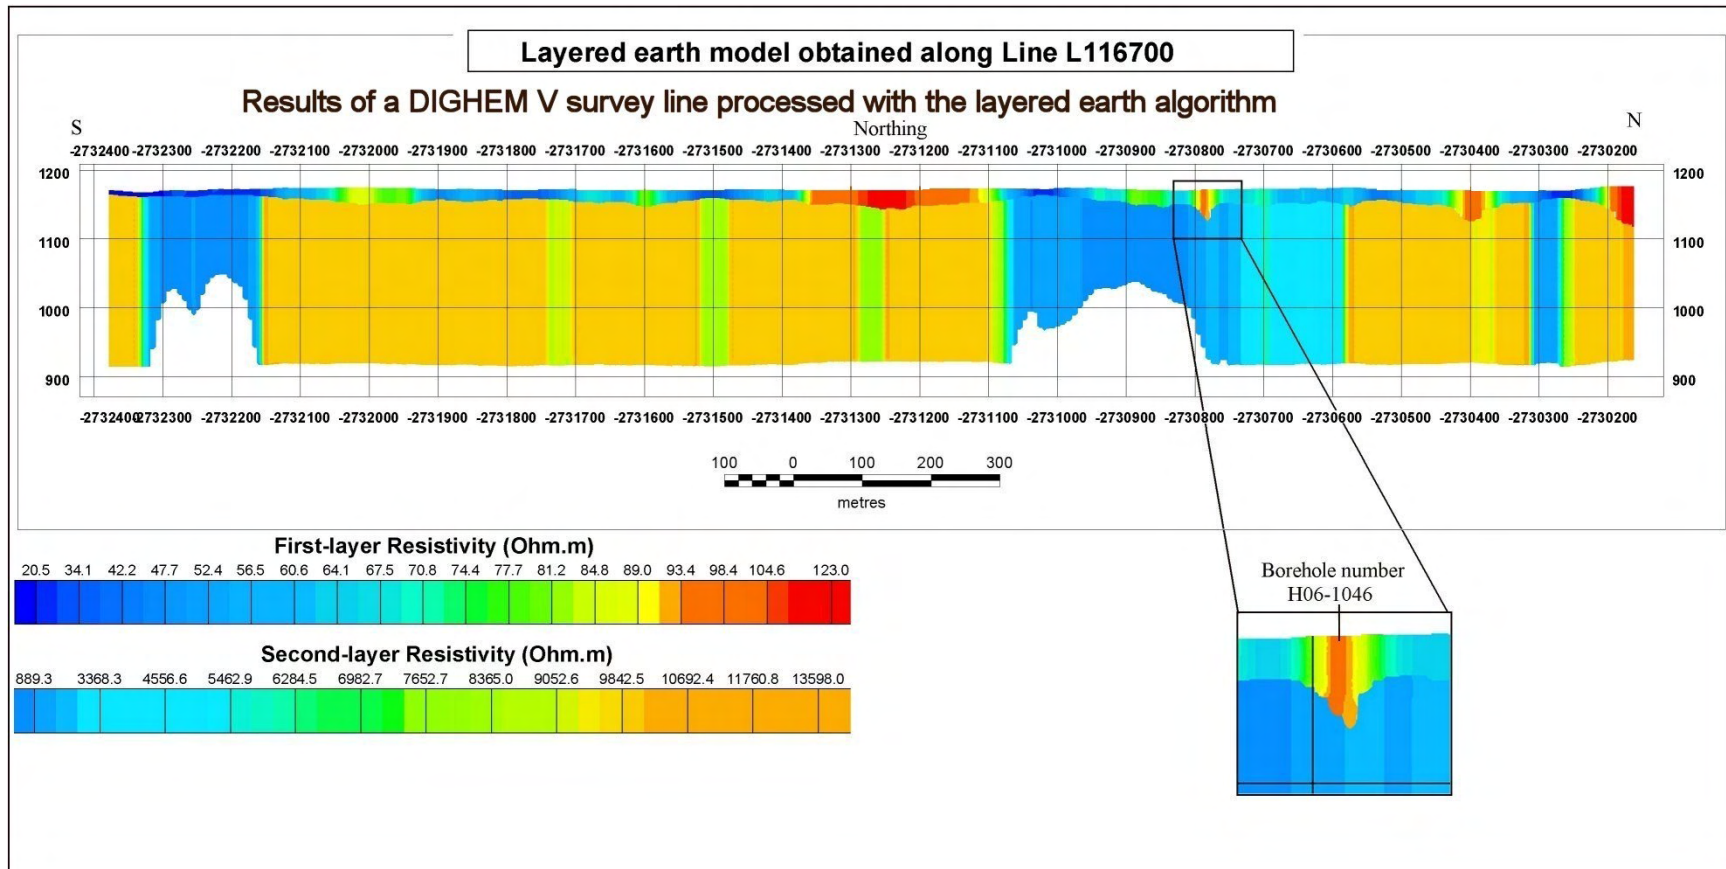 Layered earth model obtained along Line L116700
Results of a DIGHEM V survey line processed with the layered earth algorithm
S Northing N
-2732400 -2732300 -2732200 -2732100 -2732000 -2731900 -2731800 -2731700 -2731600 -2731500 -2731400 -2731300 -2731200 -2731100 -2731000 -2730900 -2730800 -2730700 -2730600 -2730500 -2730400 -2730300 -2730200
1200 1200
1100 1100
1000 1000
900 900
-2732400 -2732300 -2732200 -2732100 -2732000 -2731900 -2731800 -2731700 -2731600 -2731500 -2731400 -2731300 -2731200 -2731100 -2731000 -2730900 -2730800 -2730700 -2730600 -2730500 -2730400 -2730300 -2730200
100 0 100 200 300
metres
First-layer Resistivity (Ohm.m)
20.5 34.1 42.2 47.7 52.4 56.5 60.6 64.1 67.5 70.8 74.4 77.7 81.2 84.8 89.0 93.4 98.4 104.6 123.0
Second-layer Resistivity (Ohm.m)
889.3 3368.3 4556.6 5462.9 6284.5 6982.7 7652.7 8365.0 9052.6 9842.5 10692.4 11760.8 13598.0
Borehole number
H06-1046